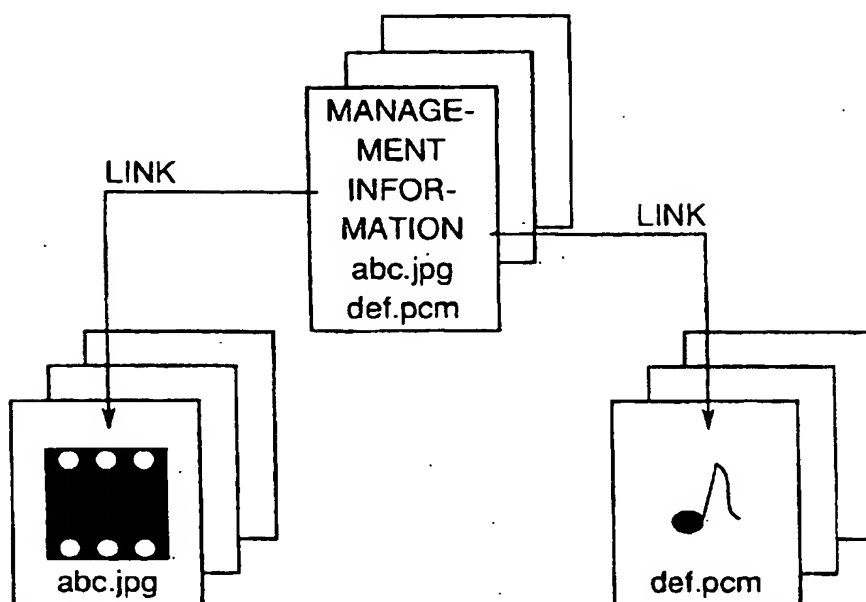 MANAGE-
MENT
INFOR-
MATION
abc.jpg
def.pcm
LINK
LINK
abc.jpg
def.pcm